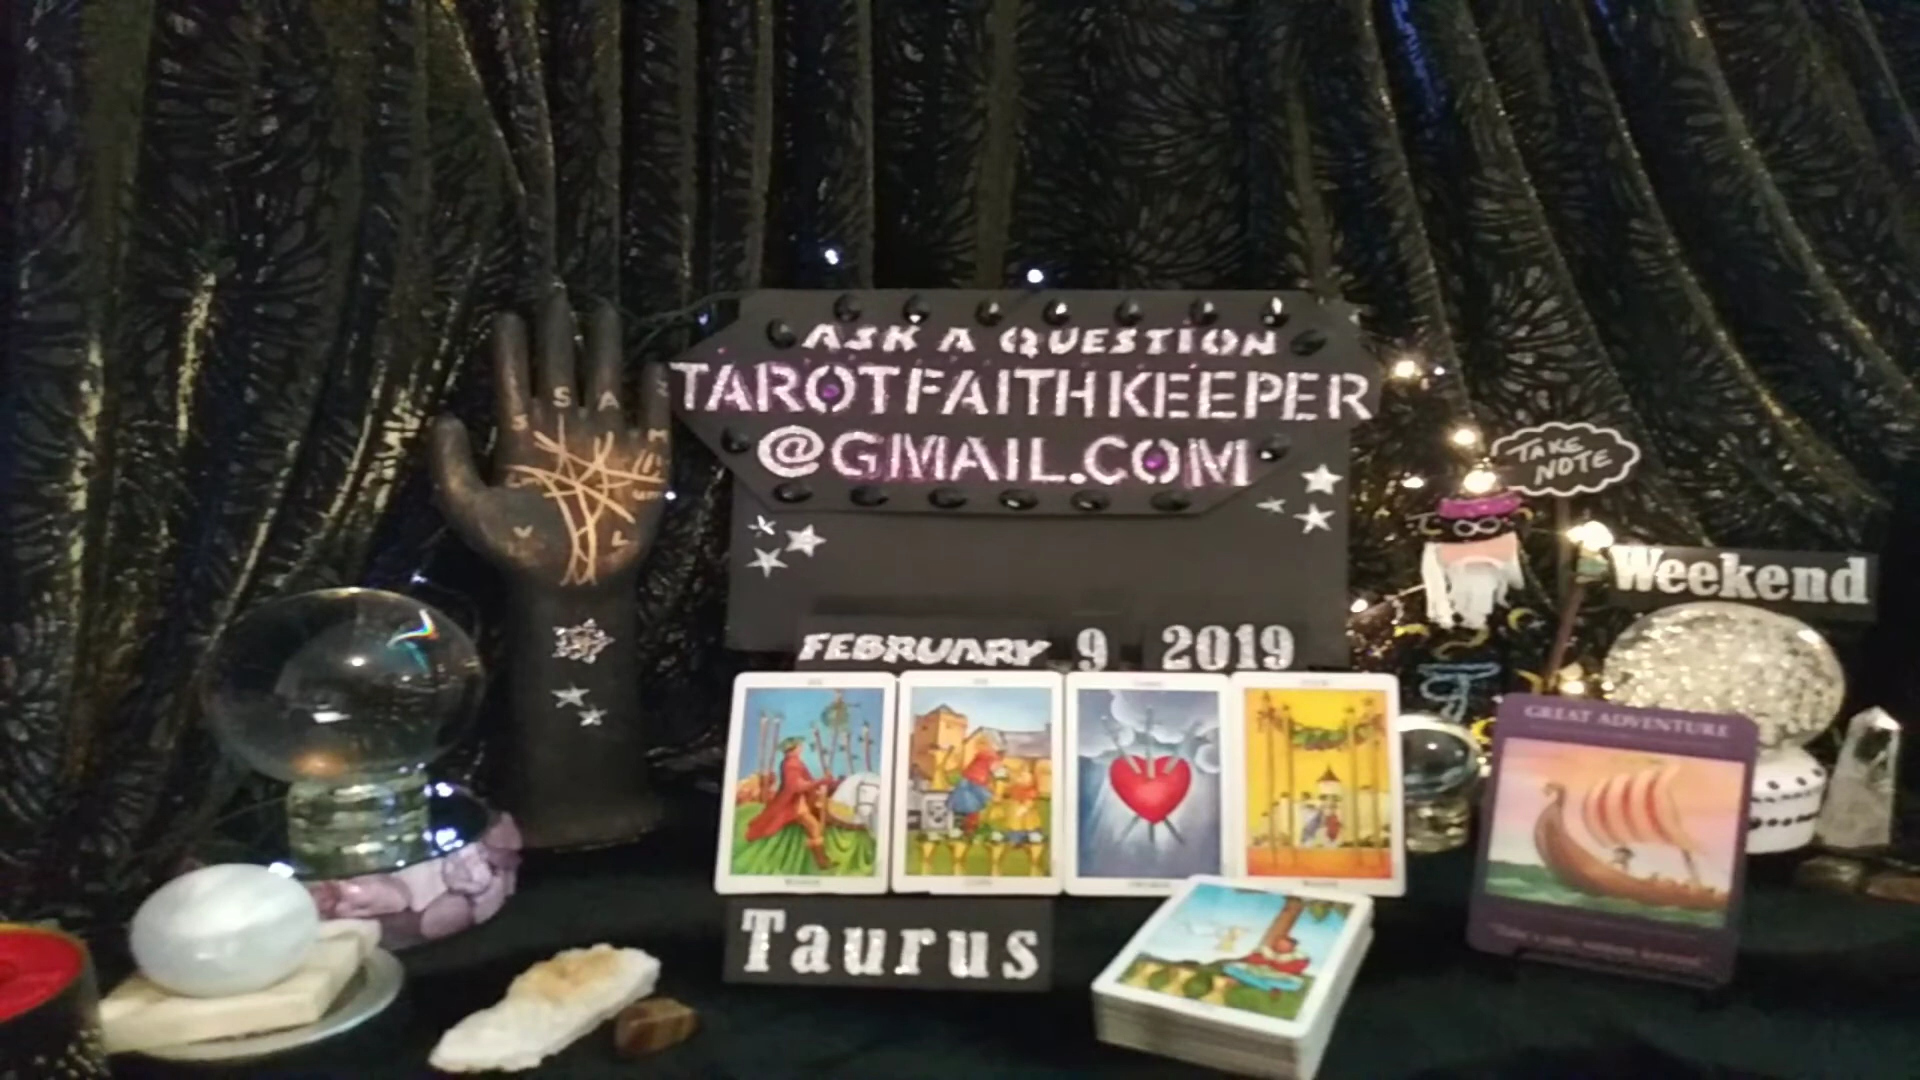 ASK A QUESTION
TAROTFAITHKEEPER
@GMAIL.COM
TAKE
NOTE
Weekend
FEBRUARY 9 2019
GREAT ADVENTURE
Taurus
S A
S M
V L